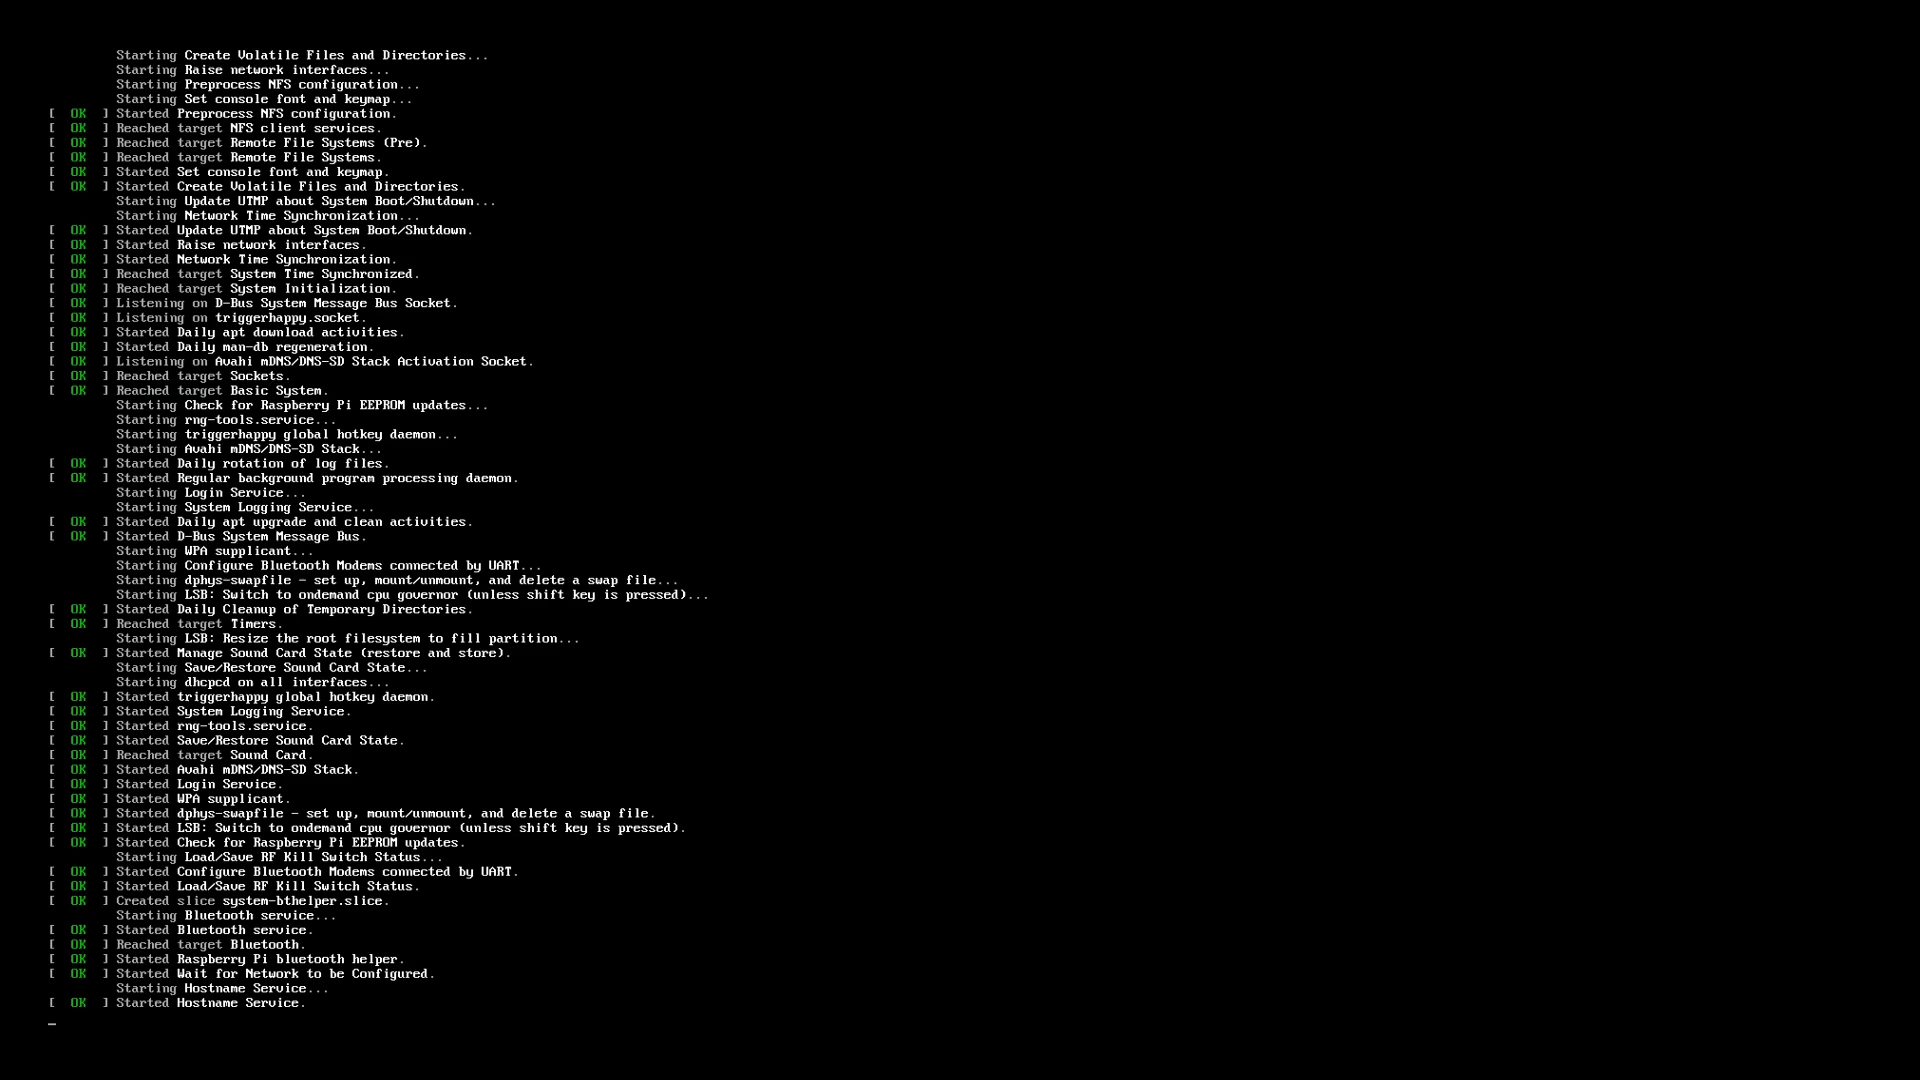 Starting Create Volatile Files and Directories...
Starting Raise network interfaces...
Starting Preprocess NFS configuration...
Starting Set console font and keymap...
[  OK  ] Started Preprocess NFS configuration.
[  OK  ] Reached target NFS client services.
[  OK  ] Reached target Remote File Systems (Pre).
[  OK  ] Reached target Remote File Systems.
[  OK  ] Started Set console font and keymap.
[  OK  ] Started Create Volatile Files and Directories.
Starting Update UTMP about System Boot/Shutdown...
Starting Network Time Synchronization...
[  OK  ] Started Update UTMP about System Boot/Shutdown.
[  OK  ] Started Raise network interfaces.
[  OK  ] Started Network Time Synchronization.
[  OK  ] Reached target System Time Synchronized.
[  OK  ] Reached target System Initialization.
[  OK  ] Listening on D-Bus System Message Bus Socket.
[  OK  ] Listening on triggerhappy.socket.
[  OK  ] Started Daily apt download activities.
[  OK  ] Started Daily man-db regeneration.
[  OK  ] Listening on Avahi mDNS/DNS-SD Stack Activation Socket.
[  OK  ] Reached target Sockets.
[  OK  ] Reached target Basic System.
Starting Check for Raspberry Pi EEPROM updates...
Starting rng-tools.service...
Starting triggerhappy global hotkey daemon...
Starting Avahi mDNS/DNS-SD Stack...
[  OK  ] Started Daily rotation of log files.
[  OK  ] Started Regular background program processing daemon.
Starting Login Service...
Starting System Logging Service...
[  OK  ] Started Daily apt upgrade and clean activities.
[  OK  ] Started D-Bus System Message Bus.
Starting WPA supplicant...
Starting Configure Bluetooth Modems connected by UART...
Starting dphys-swapfile - set up, mount/unmount, and delete a swap file...
Starting LSB: Switch to ondemand cpu governor (unless shift key is pressed)...
[  OK  ] Started Daily Cleanup of Temporary Directories.
[  OK  ] Reached target Timers.
Starting LSB: Resize the root filesystem to fill partition...
[  OK  ] Started Manage Sound Card State (restore and store).
Starting Save/Restore Sound Card State...
Starting dhcpcd on all interfaces...
[  OK  ] Started triggerhappy global hotkey daemon.
[  OK  ] Started System Logging Service.
[  OK  ] Started rng-tools.service.
[  OK  ] Started Save/Restore Sound Card State.
[  OK  ] Reached target Sound Card.
[  OK  ] Started Avahi mDNS/DNS-SD Stack.
[  OK  ] Started Login Service.
[  OK  ] Started WPA supplicant.
[  OK  ] Started dphys-swapfile - set up, mount/unmount, and delete a swap file.
[  OK  ] Started LSB: Switch to ondemand cpu governor (unless shift key is pressed).
[  OK  ] Started Check for Raspberry Pi EEPROM updates.
Starting Load/Save RF Kill Switch Status...
[  OK  ] Started Configure Bluetooth Modems connected by UART.
[  OK  ] Started Load/Save RF Kill Switch Status.
[  OK  ] Created slice system-bthelper.slice.
Starting Bluetooth service...
[  OK  ] Started Bluetooth service.
[  OK  ] Reached target Bluetooth.
[  OK  ] Started Raspberry Pi bluetooth helper.
[  OK  ] Started Wait for Network to be Configured.
Starting Hostname Service...
[  OK  ] Started Hostname Service.
_